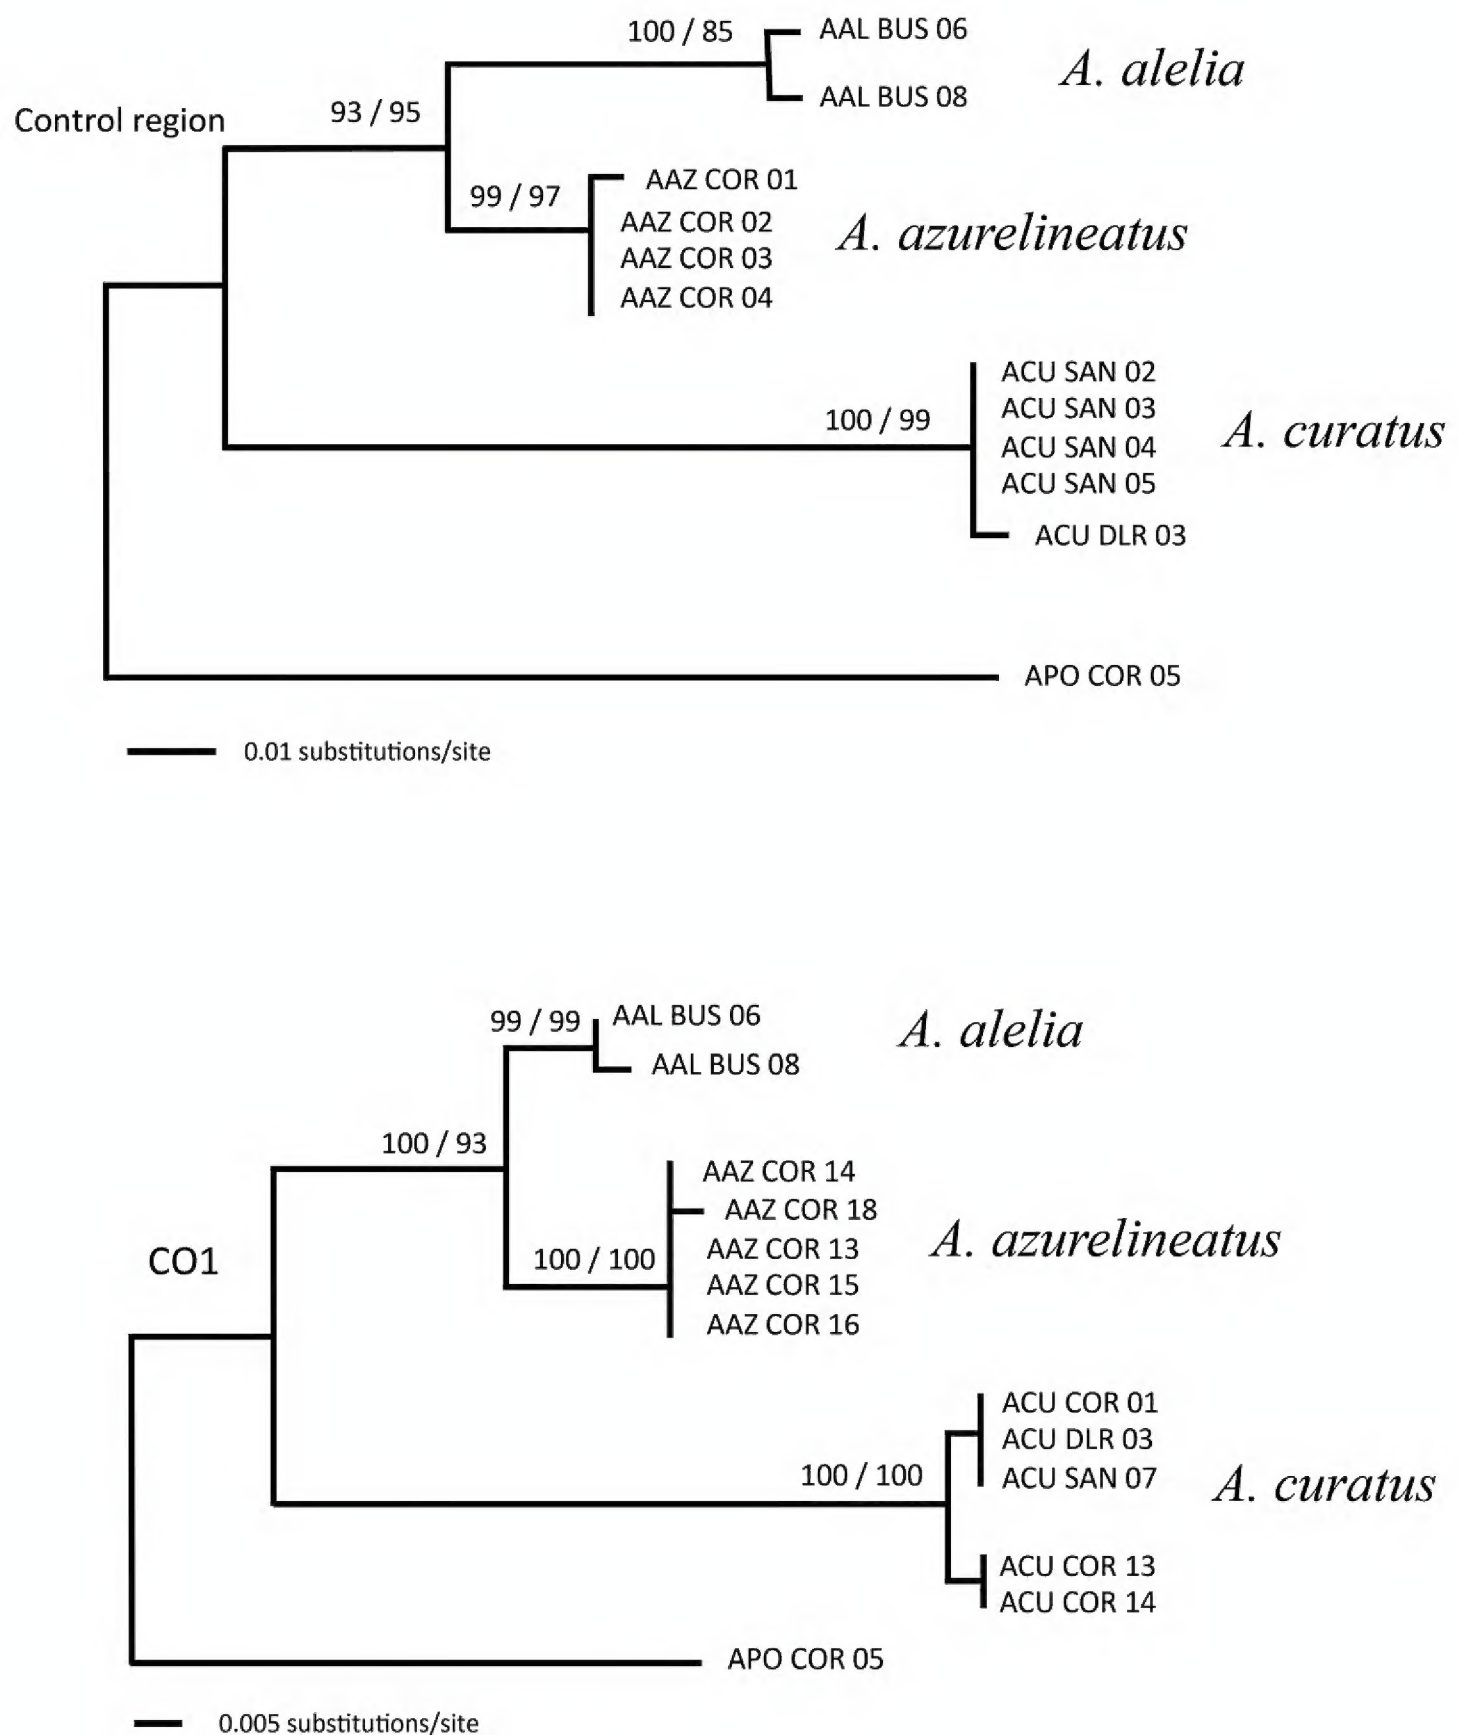 100 / 85
AAL BUS 06
A. alelia
AAL BUS 08
93 / 95
Control region
AAZ COR 01
99 / 97
AAZ COR 02
A. azurelineatus
AAZ COR 03
AAZ COR 04
ACU SAN 02
ACU SAN 03
100 / 99
A. curatus
ACU SAN 04
ACU SAN 05
ACU DLR 03
APO COR 05
0.01 substitutions/site
99 / 99
AAL BUS 06
A. alelia
AAL BUS 08
100 / 93
AAZ COR 14
AAZ COR 18
A. azurelineatus
CO1
100 / 100
AAZ COR 13
AAZ COR 15
AAZ COR 16
ACU COR 01
ACU DLR 03
100 / 100
ACU SAN 07
A. curatus
ACU COR 13
ACU COR 14
APO COR 05
0.005 substitutions/site